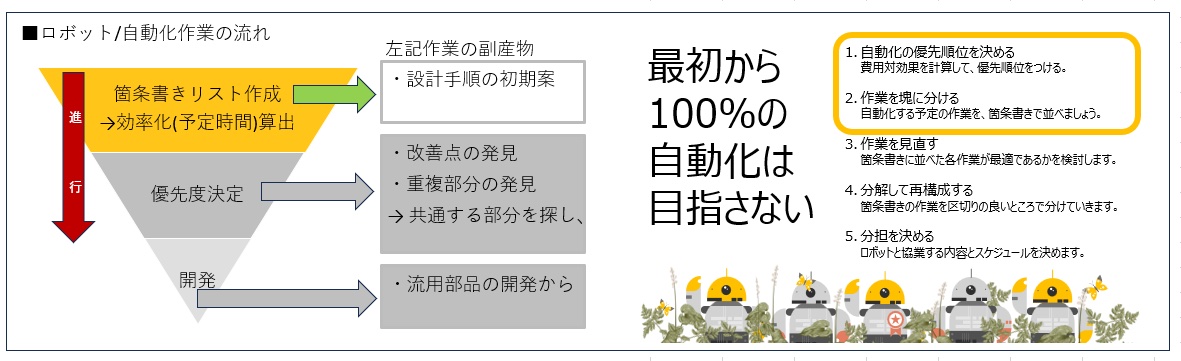 ■ロボット/自動化作業の流れ
進
行
箇条書きリスト作成
→効率化(予定時間)算出
優先度決定
開発
左記作業の副産物
・設計手順の初期案
・改善点の発見
・重複部分の発見
→ 共通する部分を探し、
・流用部品の開発から
最初から
100%の
自動化は
目指さない
1. 自動化の優先順位を決める
費用対効果を計算して、優先順位をつける。
2. 作業を塊に分ける
自動化する予定の作業を、箇条書きで並べましょう。
3. 作業を見直す
箇条書きに並べた各作業が最適であるかを検討します。
4. 分解して再構成する
箇条書きの作業を区切りの良いところで分けていきます。
5. 分担を決める
ロボットと協業する内容とスケジュールを決めます。